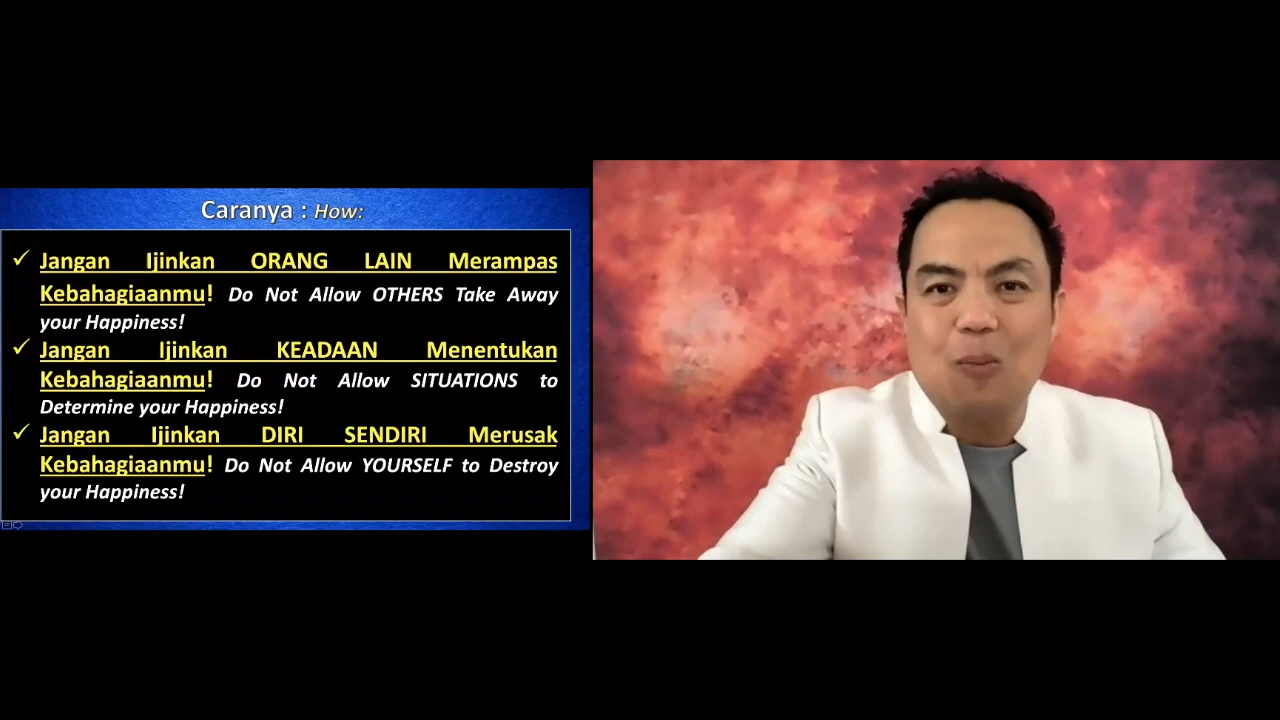 Caranya : How:
✓ Jangan Ijinkan ORANG LAIN Merampas
Kebahagiaanmu! Do Not Allow OTHERS Take Away
your Happiness!
✓ Jangan Ijinkan KEADAAN Menentukan
Kebahagiaanmu! Do Not Allow SITUATIONS to
Determine your Happiness!
✓ Jangan Ijinkan DIRI SENDIRI Merusak
Kebahagiaanmu! Do Not Allow YOURSELF to Destroy
your Happiness!